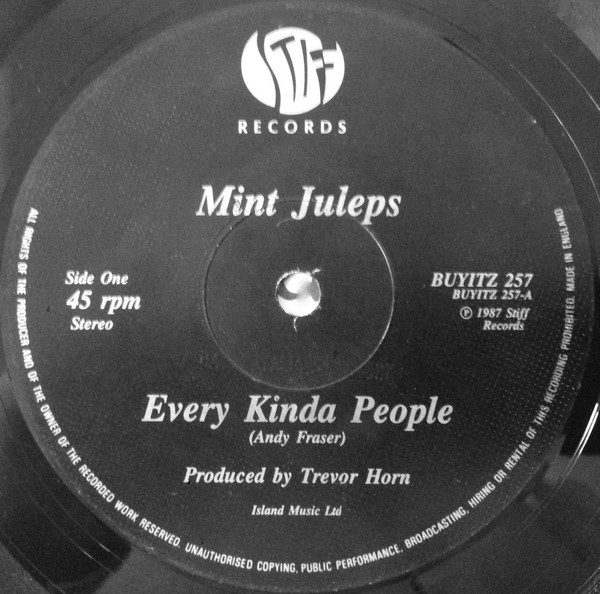 STIFF
RECORDS
Mint Juleps
Side One
45 rpm
Stereo
BUYITZ 257
BUYITZ 257-A
℗ 1987 Stiff
Records
Every Kinda People
(Andy Fraser)
Produced by Trevor Horn
Island Music Ltd
ALL RIGHTS OF THE PRODUCER AND OF THE OWNER OF THE RECORDED WORK RESERVED. UNAUTHORISED COPYING, PUBLIC PERFORMANCE, BROADCASTING, HIRING OR RENTAL OF THIS RECORDING PROHIBITED. MADE IN ENGLAND